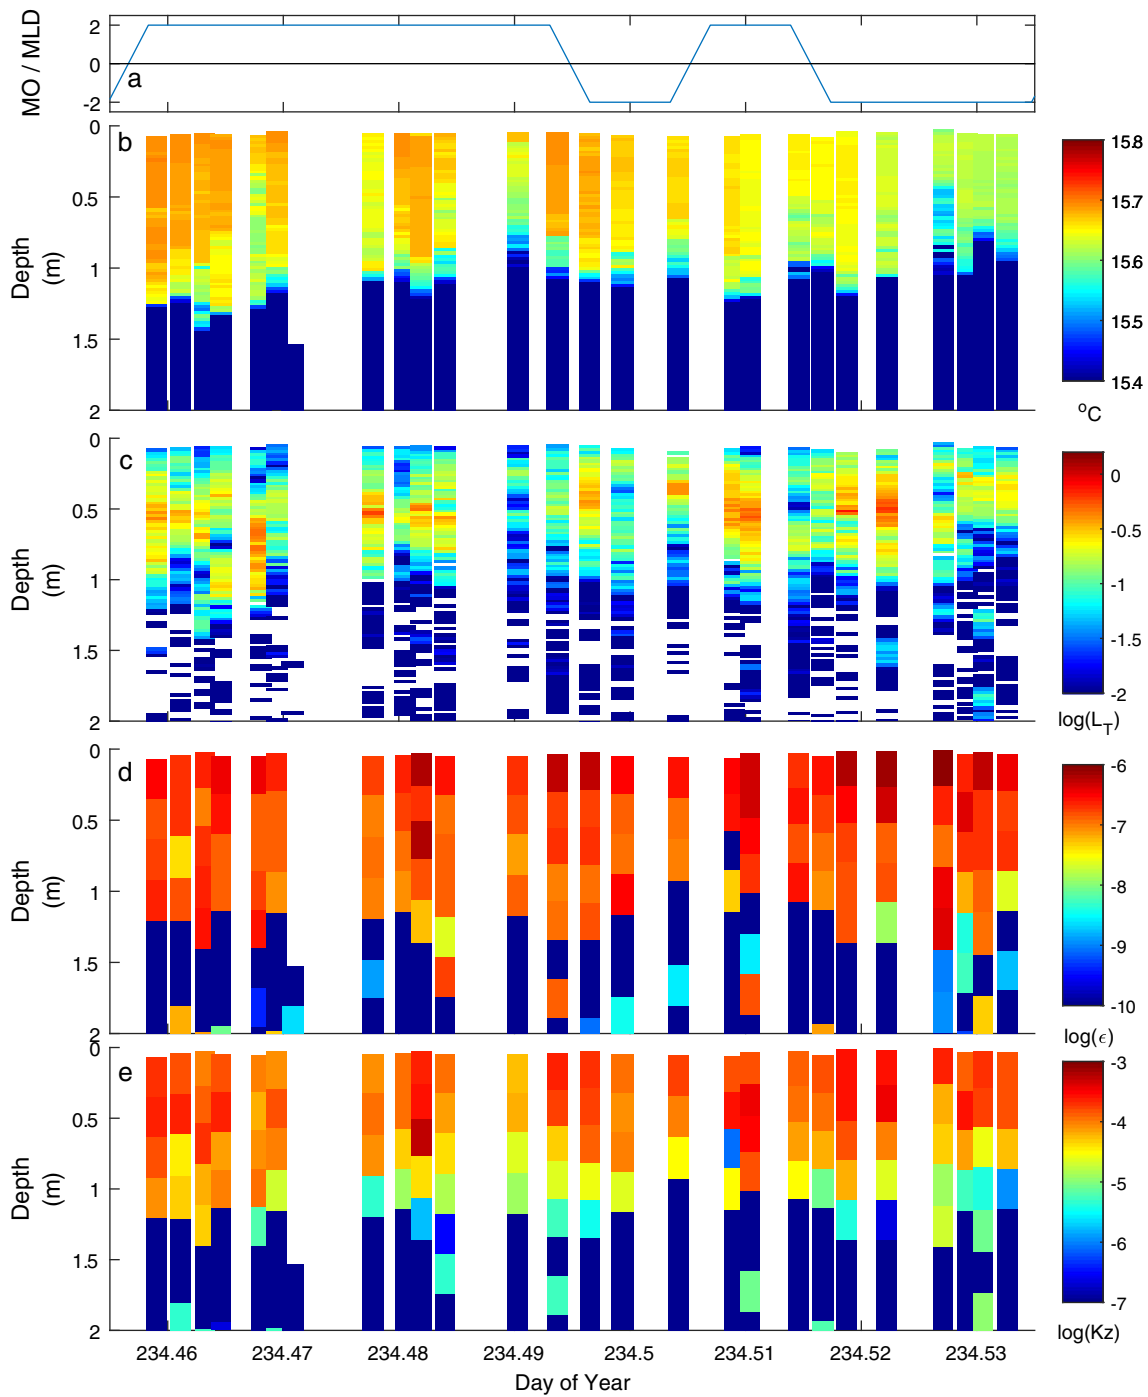 MO / MLD
2
0
-2
a
b
0
0.5
1
1.5
2
Depth
(m)
15.8
15.7
15.6
15.5
15.4
°C
c
0
0.5
1
1.5
2
Depth
(m)
0
-0.5
-1
-1.5
-2
log(L_T)
d
0
0.5
1
1.5
2
Depth
(m)
-6
-7
-8
-9
-10
log(ϵ)
e
0
0.5
1
1.5
2
Depth
(m)
-3
-4
-5
-6
-7
log(Kz)
234.46
234.47
234.48
234.49
234.5
234.51
234.52
234.53
Day of Year